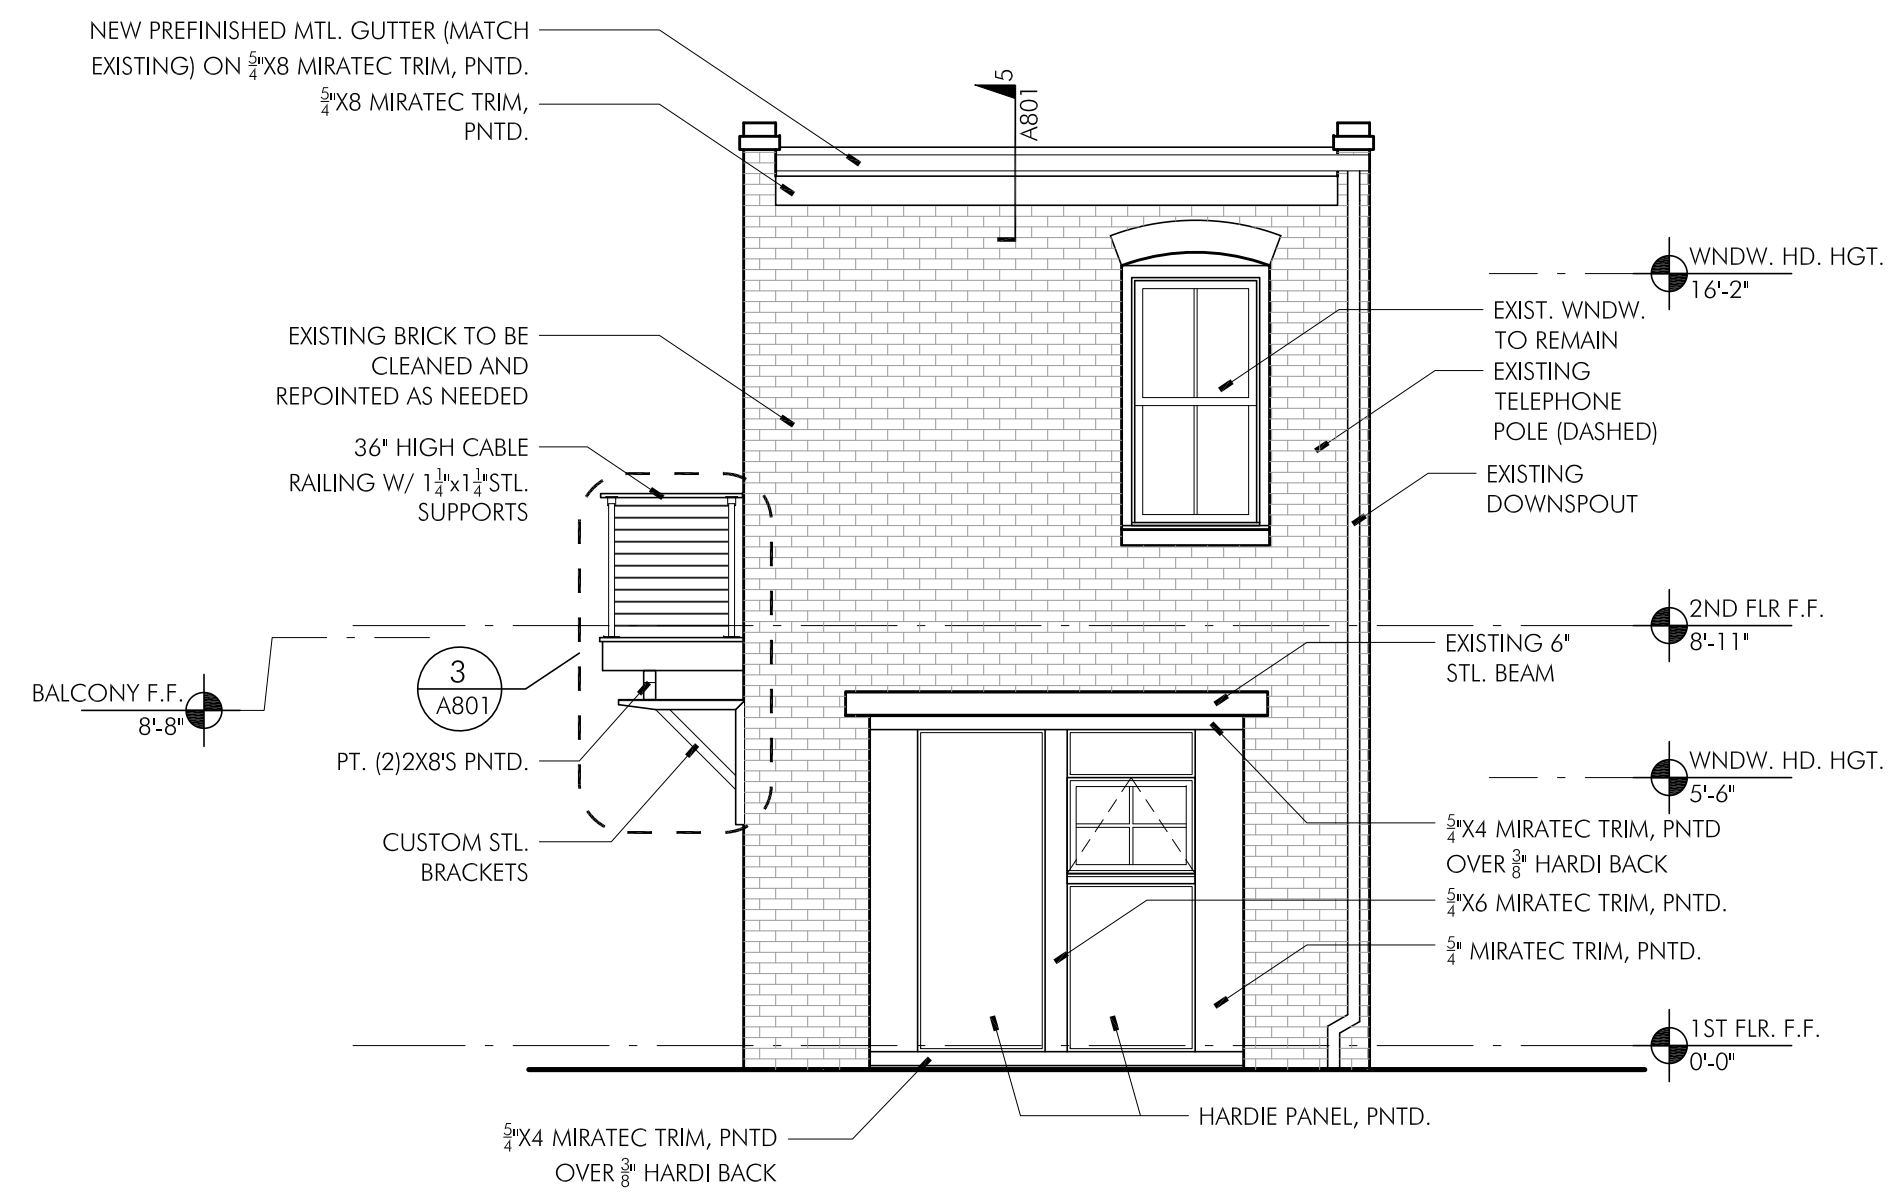 NEW PREFINISHED MTL. GUTTER (MATCH
EXISTING) ON 5/4"X8 MIRATEC TRIM, PNTD.
5/4"X8 MIRATEC TRIM,
PNTD.
5
A801
EXISTING BRICK TO BE
CLEANED AND
REPOINTED AS NEEDED
36" HIGH CABLE
RAILING W/ 1 1/4"x1 1/4"STL.
SUPPORTS
3
A801
BALCONY F.F.
8'-8"
PT. (2)2X8'S PNTD.
CUSTOM STL.
BRACKETS
5/4"X4 MIRATEC TRIM, PNTD
OVER 3/8" HARDI BACK
WNDW. HD. HGT.
16'-2"
EXIST. WNDW.
TO REMAIN
EXISTING
TELEPHONE
POLE (DASHED)
EXISTING
DOWNSPOUT
2ND FLR F.F.
8'-11"
EXISTING 6"
STL. BEAM
WNDW. HD. HGT.
5'-6"
5/4"X4 MIRATEC TRIM, PNTD
OVER 3/8" HARDI BACK
5/4"X6 MIRATEC TRIM, PNTD.
5/4" MIRATEC TRIM, PNTD.
1ST FLR. F.F.
0'-0"
HARDIE PANEL, PNTD.